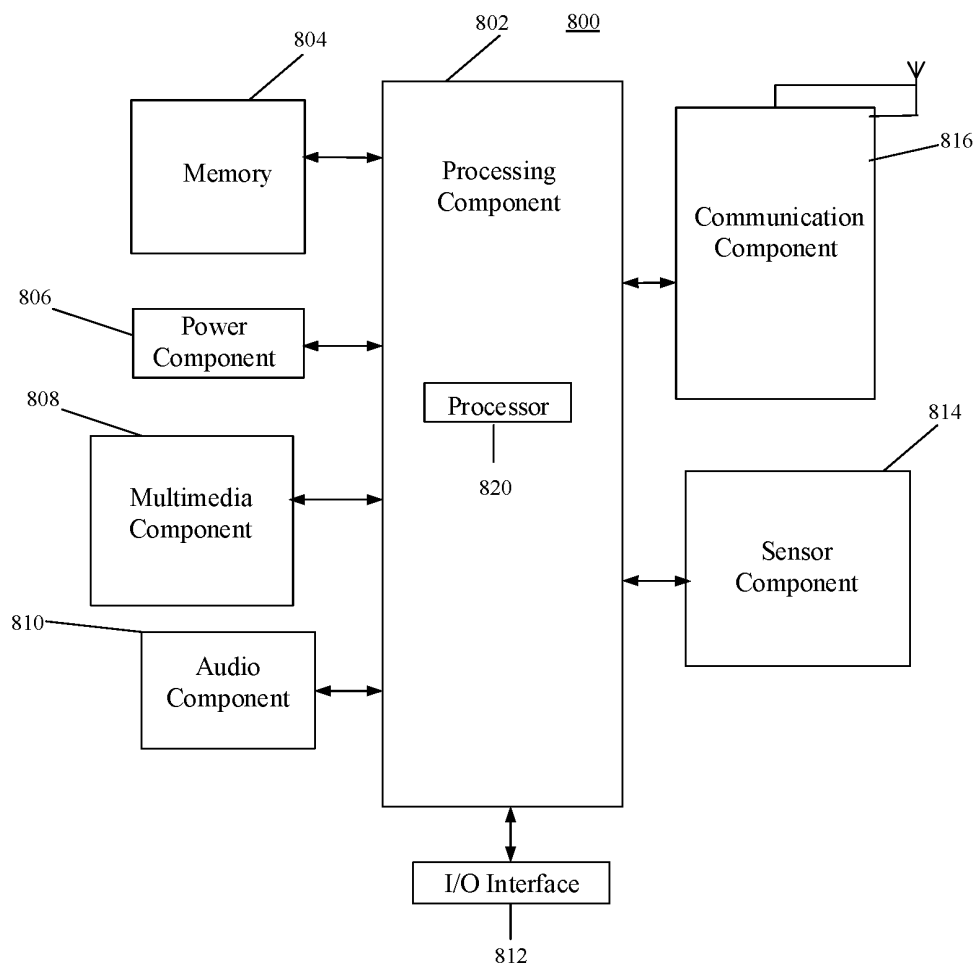 800
802
804
Memory
Processing
Component
816
Communication
Component
806
Power
Component
808
Processor
820
814
Multimedia
Component
Sensor
Component
810
Audio
Component
I/O Interface
812